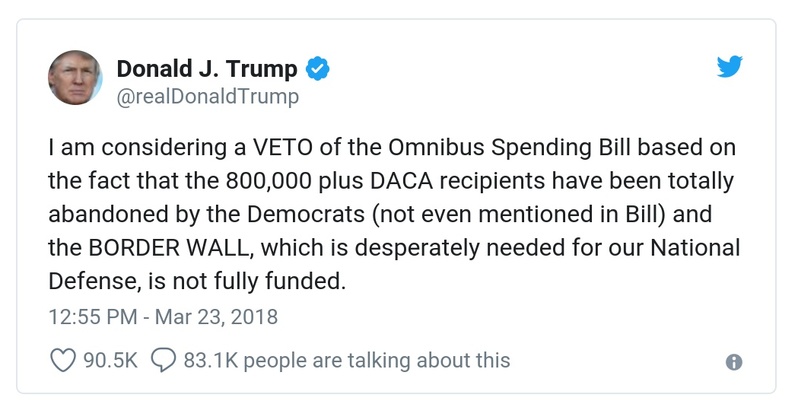 Donald J. Trump
@realDonaldTrump
I am considering a VETO of the Omnibus Spending Bill based on
the fact that the 800,000 plus DACA recipients have been totally
abandoned by the Democrats (not even mentioned in Bill) and
the BORDER WALL, which is desperately needed for our National
Defense, is not fully funded.
12:55 PM - Mar 23, 2018
90.5K 83.1K people are talking about this